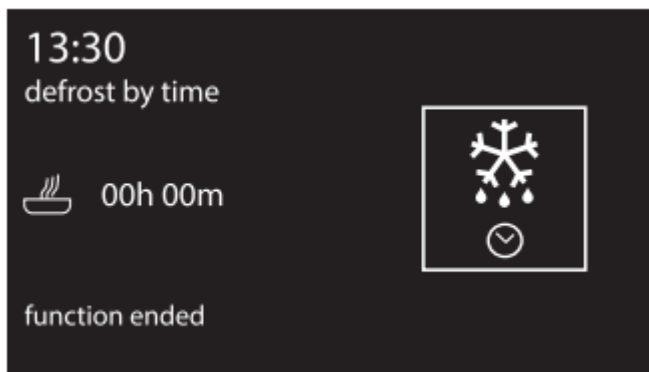 13:30
defrost by time
00h 00m
function ended